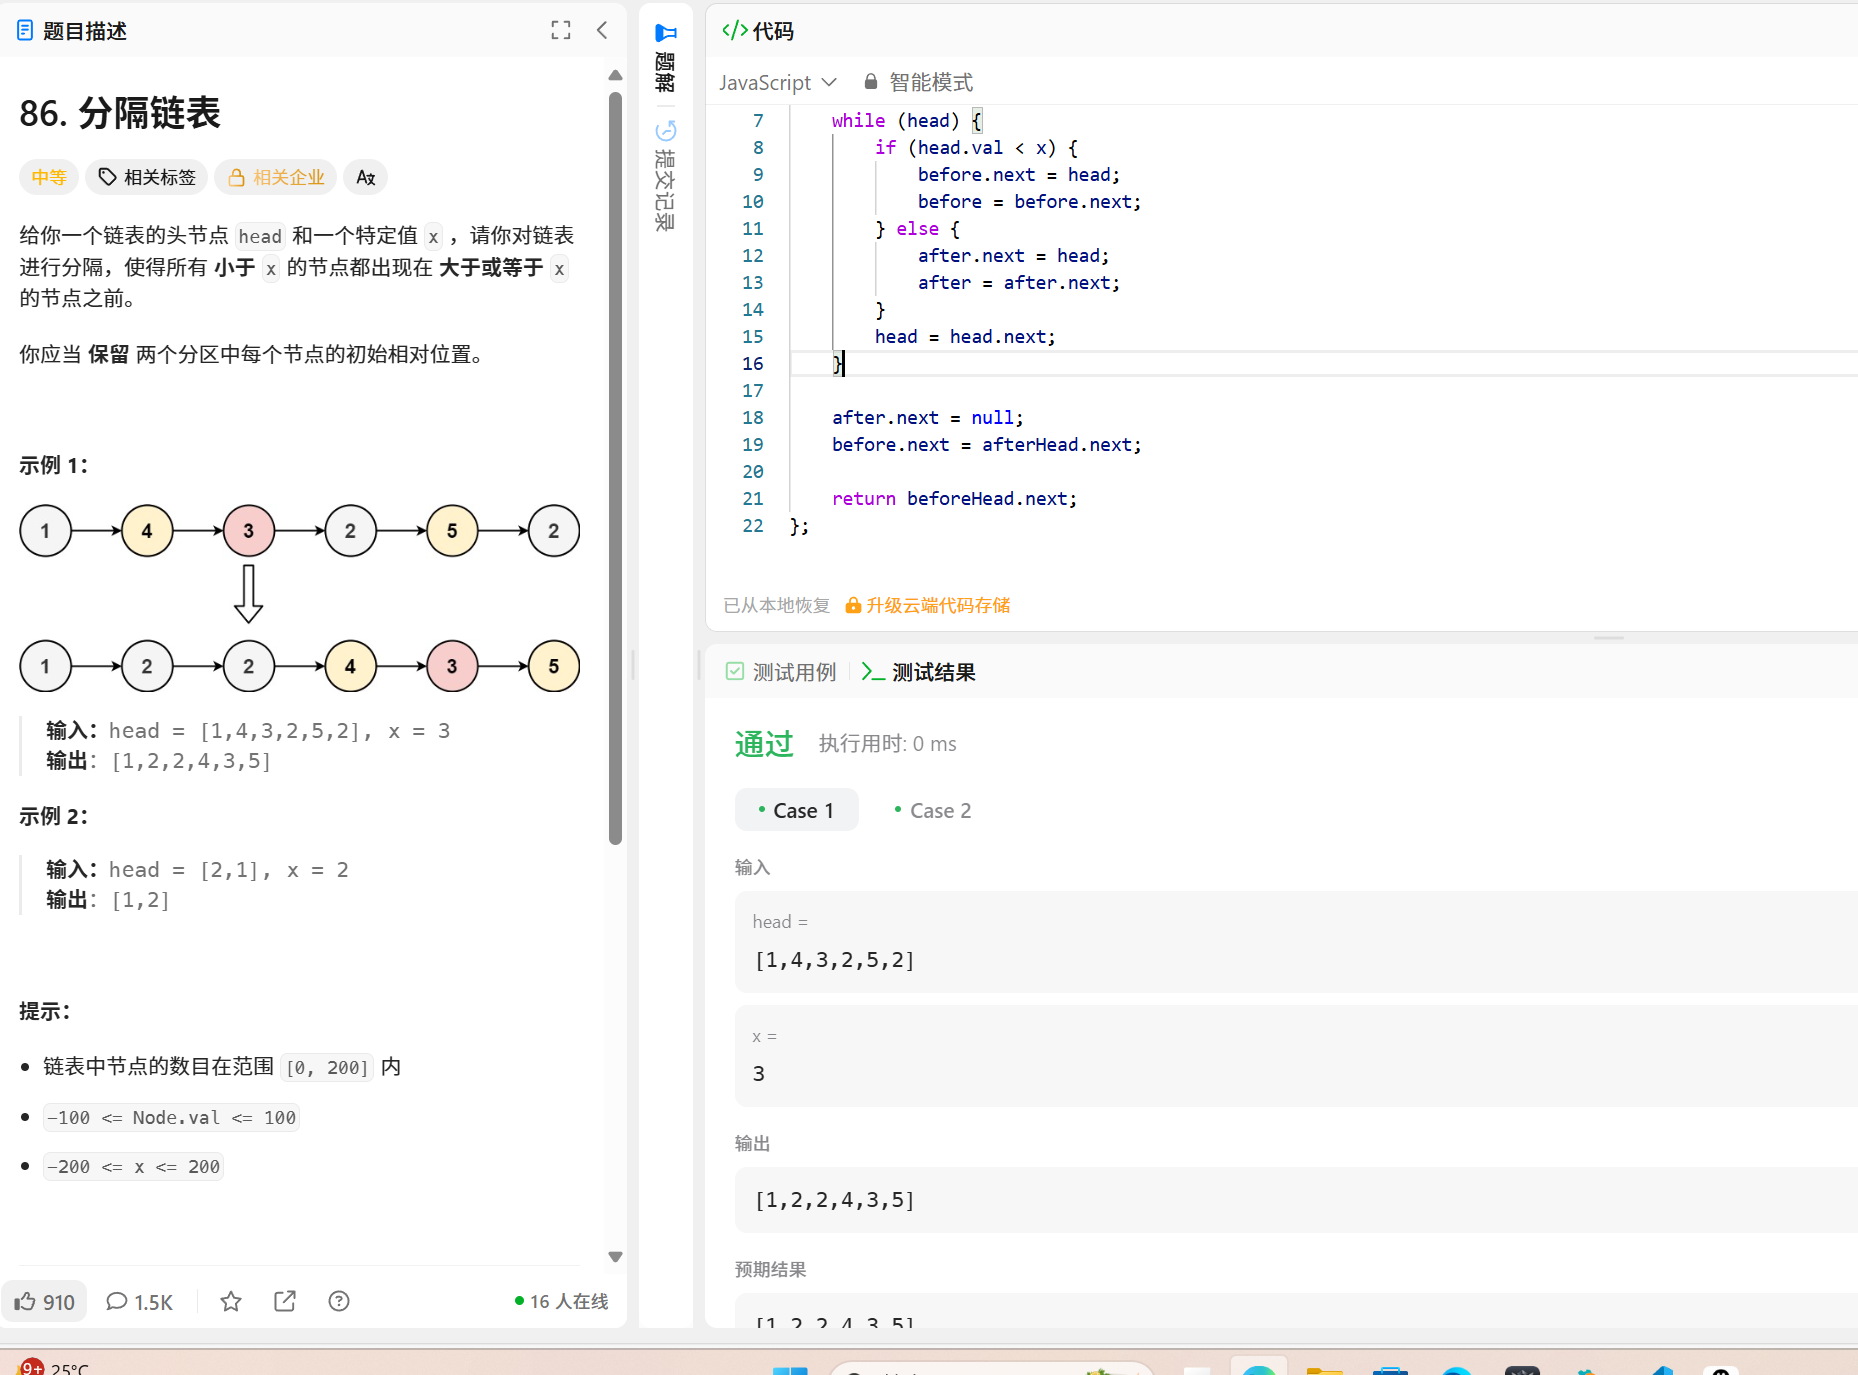 题目描述
86. 分隔链表
中等 相关标签 相关企业
给你一个链表的头节点 head 和一个特定值 x ，请你对链表
进行分隔，使得所有 小于 x 的节点都出现在 大于或等于 x
的节点之前。
你应当 保留 两个分区中每个节点的初始相对位置。
示例 1：
1 4 3 2 5 2
1 2 2 4 3 5
输入：head = [1,4,3,2,5,2], x = 3
输出：[1,2,2,4,3,5]
示例 2：
输入：head = [2,1], x = 2
输出：[1,2]
提示：
链表中节点的数目在范围 [0, 200] 内
-100 <= Node.val <= 100
-200 <= x <= 200
910 1.5K 16 人在线
题解
提交记录
</> 代码
JavaScript 智能模式
7 while (head) {
8 if (head.val < x) {
9 before.next = head;
10 before = before.next;
11 } else {
12 after.next = head;
13 after = after.next;
14 }
15 head = head.next;
16 }
17
18 after.next = null;
19 before.next = afterHead.next;
20
21 return beforeHead.next;
22 };
已从本地恢复 升级云端代码存储
测试用例 测试结果
通过 执行用时: 0 ms
Case 1 Case 2
输入
head =
[1,4,3,2,5,2]
x =
3
输出
[1,2,2,4,3,5]
预期结果
[1,2,2,4,3,5]
9+ 25°C